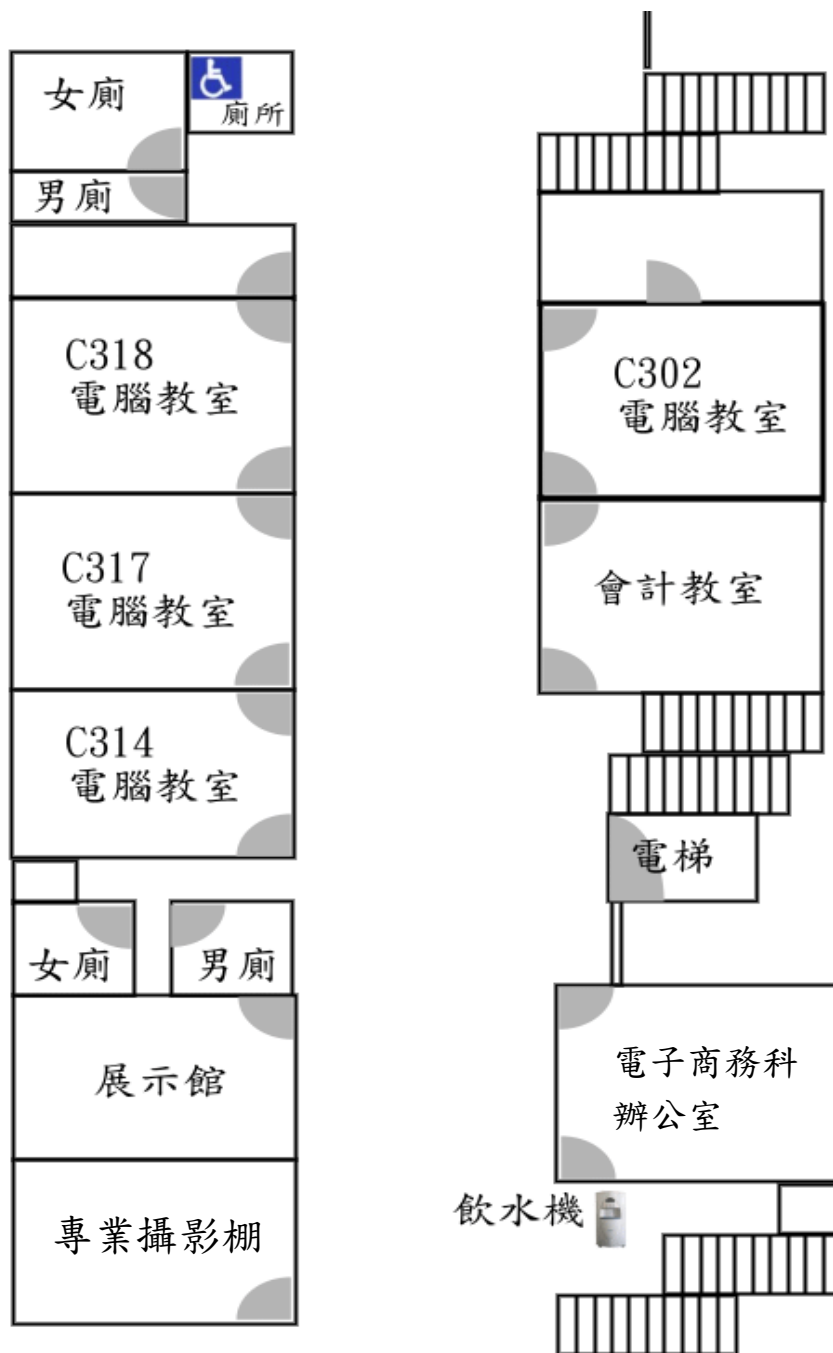 女廁
廁所
男廁
C318
電腦教室
C317
電腦教室
C314
電腦教室
女廁
男廁
展示館
專業攝影棚
C302
電腦教室
會計教室
電梯
電子商務科
辦公室
飲水機